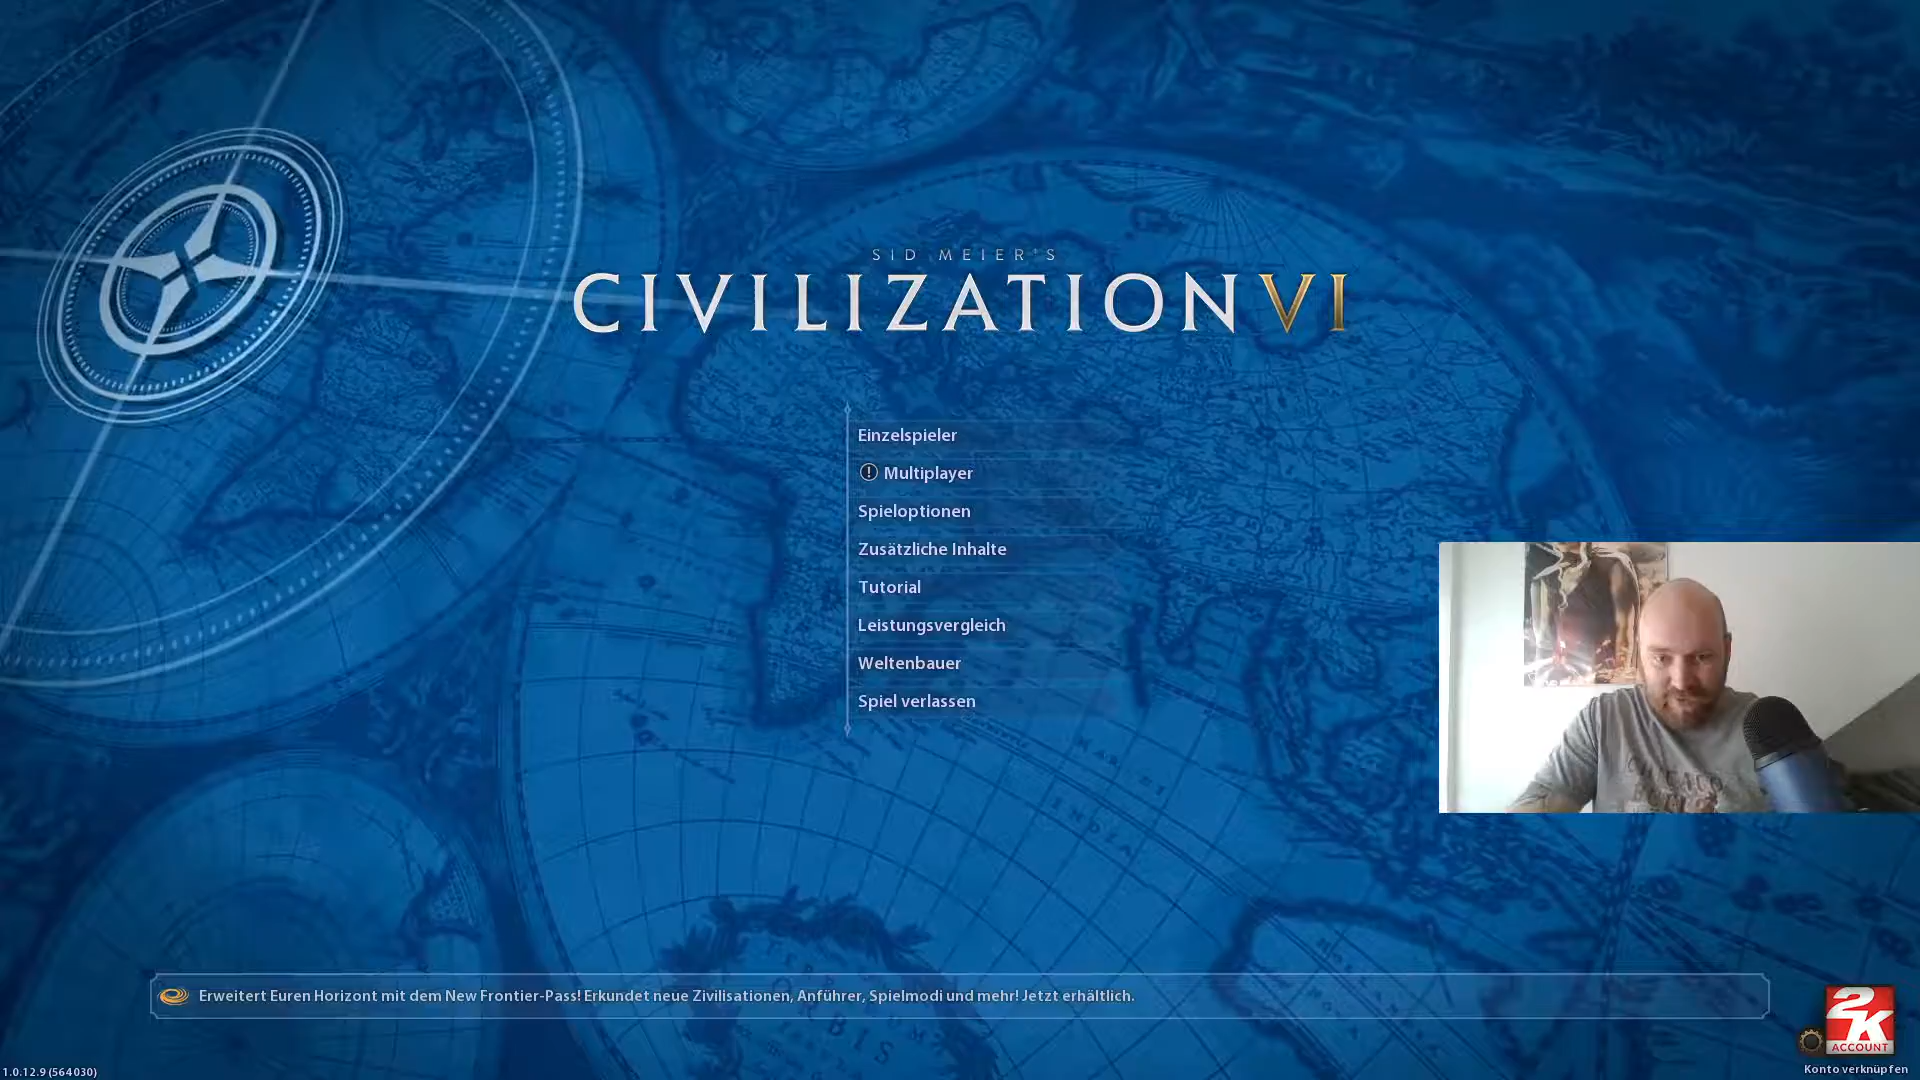 SID MEIER'S
CIVILIZATION VI
Einzelspieler
Multiplayer
Spieloptionen
Zusätzliche Inhalte
Tutorial
Leistungsvergleich
Weltenbauer
Spiel verlassen
Erweitert Euren Horizont mit dem New Frontier-Pass! Erkundet neue Zivilisationen, Anführer, Spielmodi und mehr! Jetzt erhältlich.
2K
ACCOUNT
Konto verknüpfen
1.0.12.9 (564030)